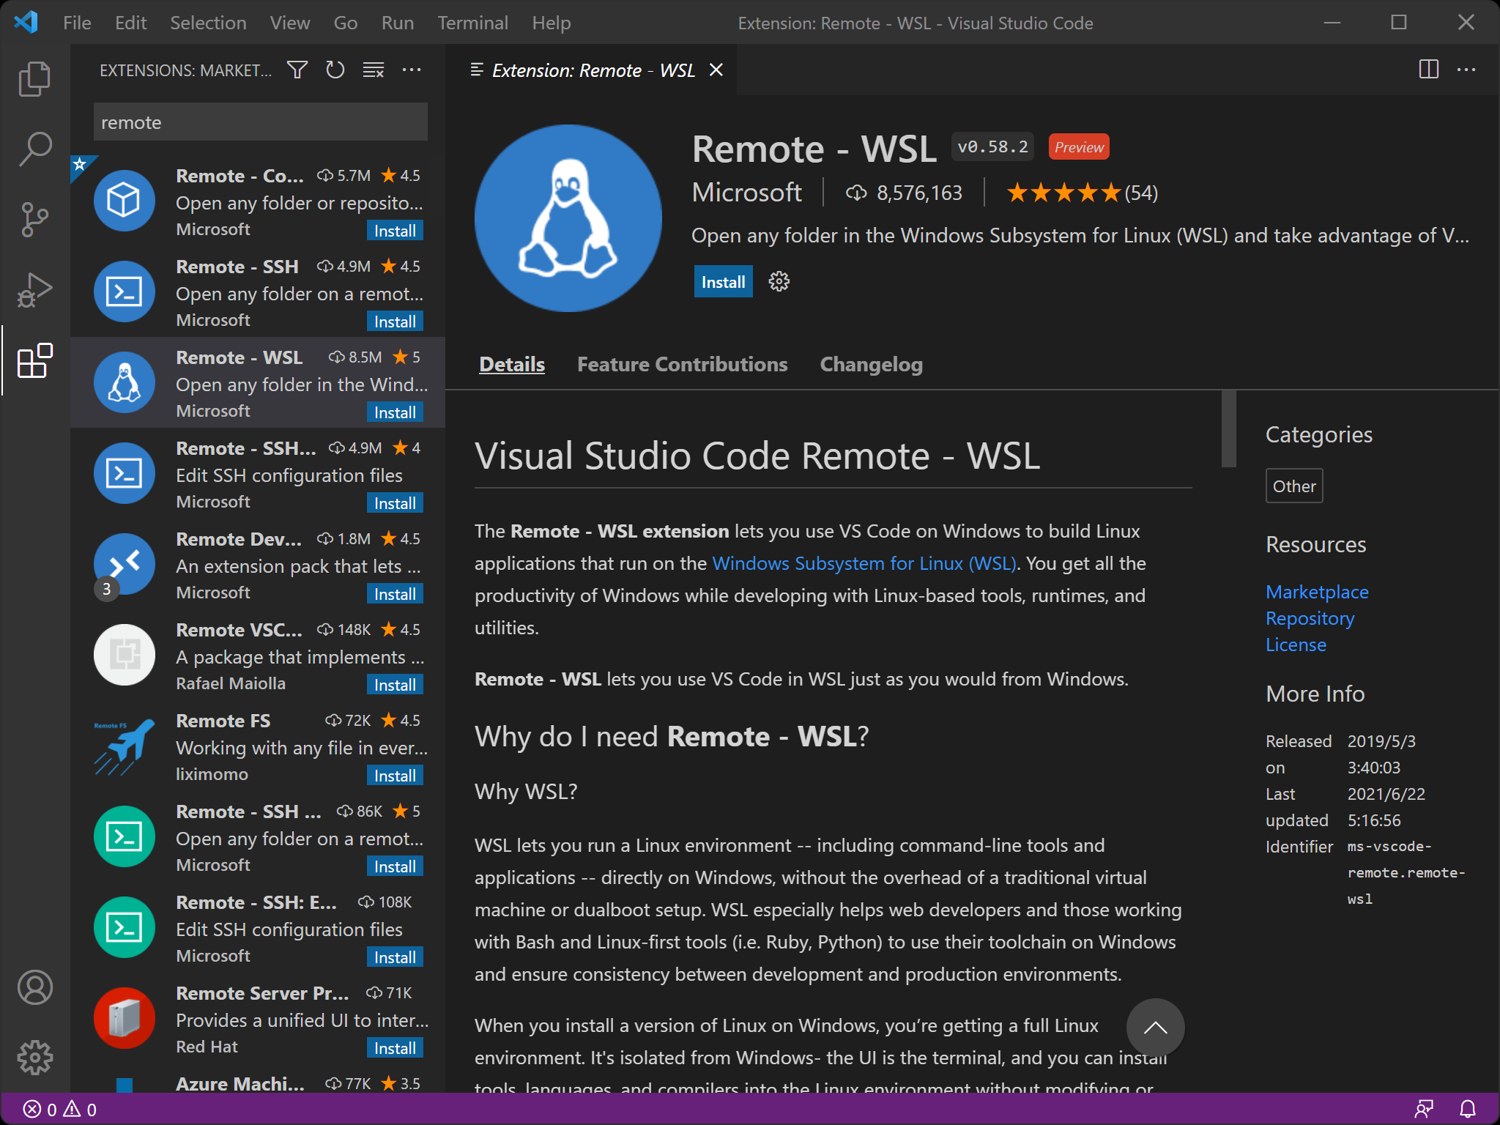 File Edit Selection View Go Run Terminal Help
Extension: Remote - WSL - Visual Studio Code
EXTENSIONS: MARKET...
remote
Remote - Co... 5.7M ★ 4.5
Open any folder or reposito...
Microsoft Install
Remote - SSH 4.9M ★ 4.5
Open any folder on a remot...
Microsoft Install
Remote - WSL 8.5M ★ 5
Open any folder in the Wind...
Microsoft Install
Remote - SSH... 4.9M ★ 4
Edit SSH configuration files
Microsoft Install
Remote Dev... 1.8M ★ 4.5
An extension pack that lets ...
3
Microsoft Install
Remote VSC... 148K ★ 4.5
A package that implements ...
Rafael Maiolla Install
Remote FS 72K ★ 4.5
Remote FS
Working with any file in ever...
liximomo Install
Remote - SSH ... 86K ★ 5
Open any folder on a remot...
Microsoft Install
Remote - SSH: E... 108K
Edit SSH configuration files
Microsoft Install
Remote Server Pr... 71K
Provides a unified UI to inter...
Red Hat Install
Azure Machi... 77K ★ 3.5
Extension: Remote - WSL
Remote - WSL v0.58.2 Preview
Microsoft 8,576,163 ★★★★★(54)
Open any folder in the Windows Subsystem for Linux (WSL) and take advantage of V...
Install
Details Feature Contributions Changelog
Visual Studio Code Remote - WSL
The Remote - WSL extension lets you use VS Code on Windows to build Linux
applications that run on the Windows Subsystem for Linux (WSL). You get all the
productivity of Windows while developing with Linux-based tools, runtimes, and
utilities.
Remote - WSL lets you use VS Code in WSL just as you would from Windows.
Why do I need Remote - WSL?
Why WSL?
WSL lets you run a Linux environment -- including command-line tools and
applications -- directly on Windows, without the overhead of a traditional virtual
machine or dualboot setup. WSL especially helps web developers and those working
with Bash and Linux-first tools (i.e. Ruby, Python) to use their toolchain on Windows
and ensure consistency between development and production environments.
When you install a version of Linux on Windows, you're getting a full Linux
environment. It's isolated from Windows- the UI is the terminal, and you can install
tools, languages, and compilers into the Linux environment without modifying or
Categories
Other
Resources
Marketplace
Repository
License
More Info
Released 2019/5/3
on 3:40:03
Last 2021/6/22
updated 5:16:56
Identifier ms-vscode-
remote.remote-
wsl
0 0